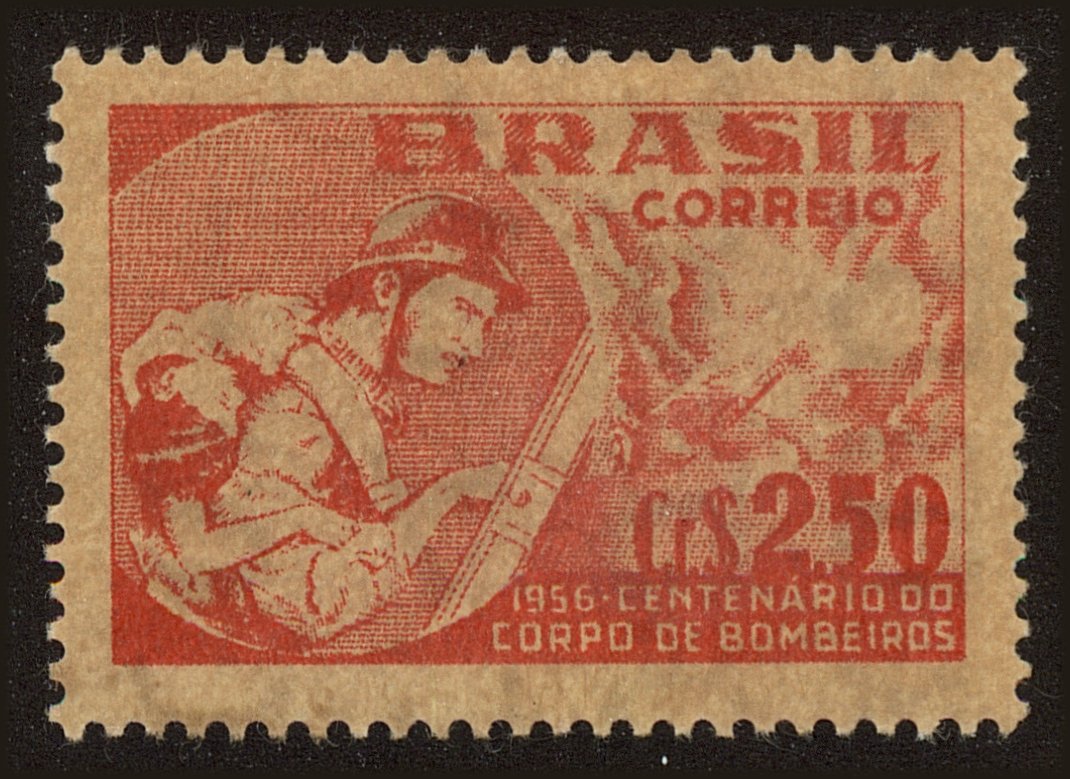 BRASIL
CORREIO
Cr$2,50
1956·CENTENÁRIO DO
CORPO DE BOMBEIROS